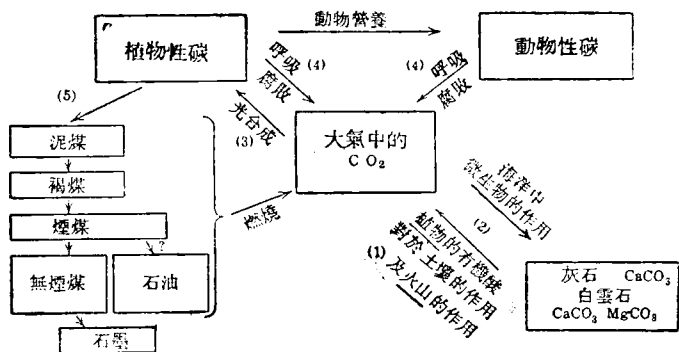 植物性碳
動物營養
動物性碳
呼吸
腐敗
(4)
(4)
呼吸
腐敗
(5)
(3)
光合成
大氣中的
CO₂
泥煤
褐煤
煙煤
?
無煙煤
石油
石墨
燃燒
海洋中
微生物的作用
(2)
植物的有機酸
對於土壤的作用
(1)
及火山的作用
灰石 CaCO₃
白雲石
CaCO₃ MgCO₃